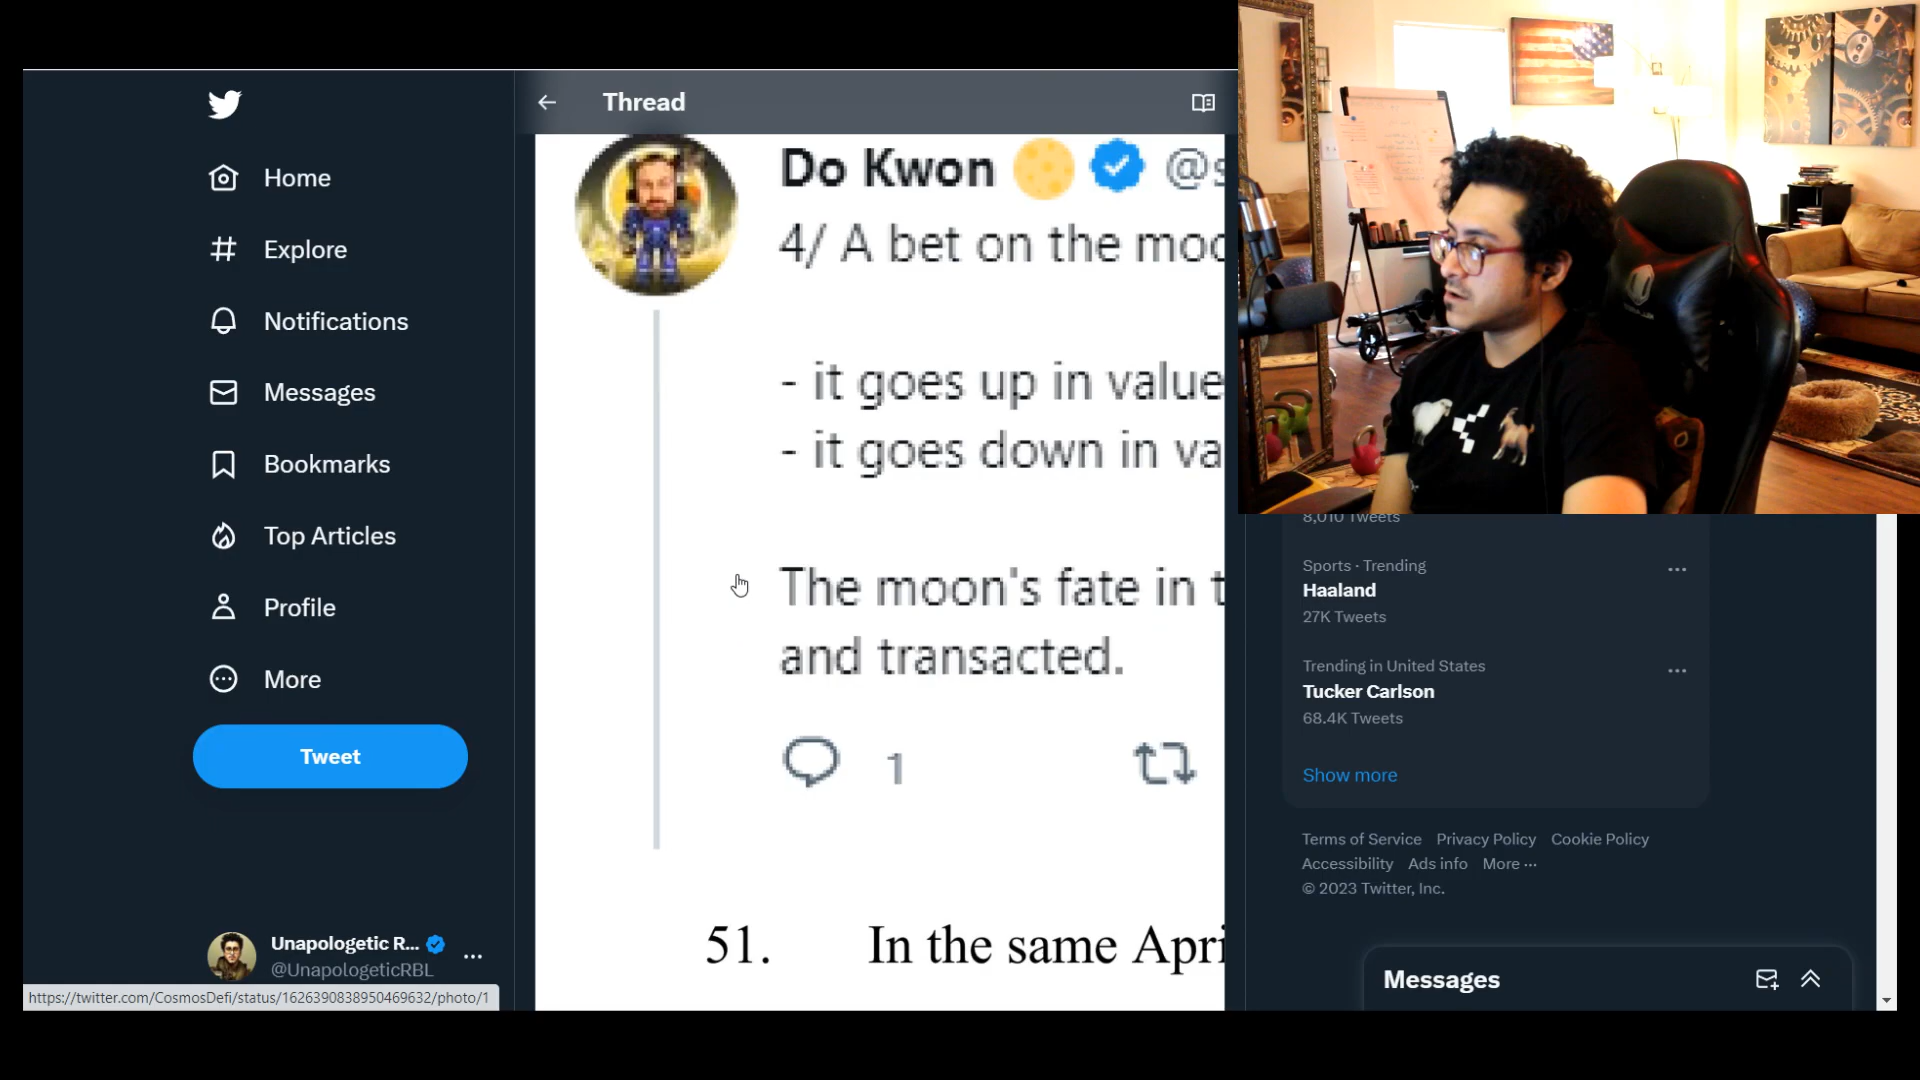 Thread
Home
Explore
Notifications
Messages
Bookmarks
Top Articles
Profile
More
Tweet
Unapologetic R...
@UnapologeticRBL
https://twitter.com/CosmosDefi/status/1626390838950469632/photo/1
Do Kwon @s
4/ A bet on the moo
- it goes up in value
- it goes down in va
The moon's fate in t
and transacted.
1
51. In the same Apri
8,010 Tweets
Sports · Trending
Haaland
27K Tweets
Trending in United States
Tucker Carlson
68.4K Tweets
Show more
Terms of Service Privacy Policy Cookie Policy
Accessibility Ads info More ···
© 2023 Twitter, Inc.
Messages